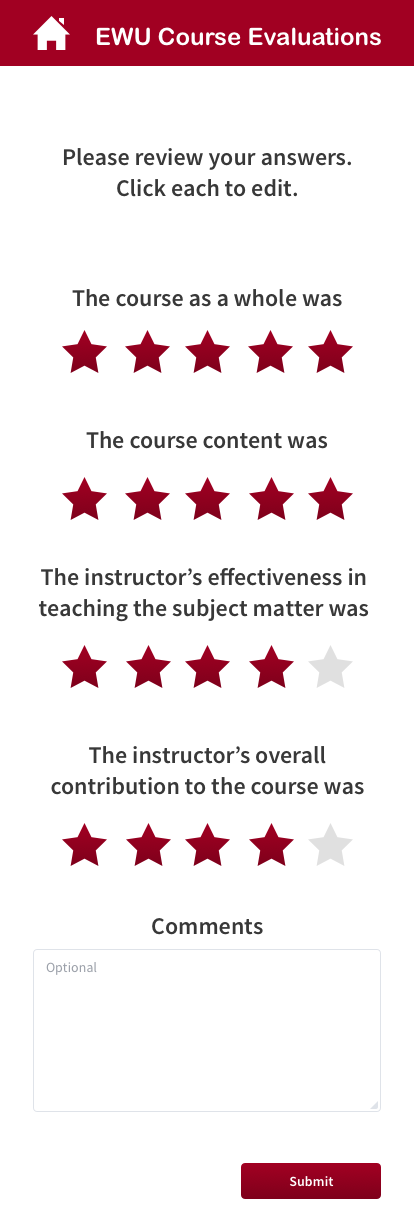 EWU Course Evaluations
Please review your answers.
Click each to edit.
The course as a whole was
The course content was
The instructor’s effectiveness in
teaching the subject matter was
The instructor’s overall
contribution to the course was
Comments
Optional
Submit